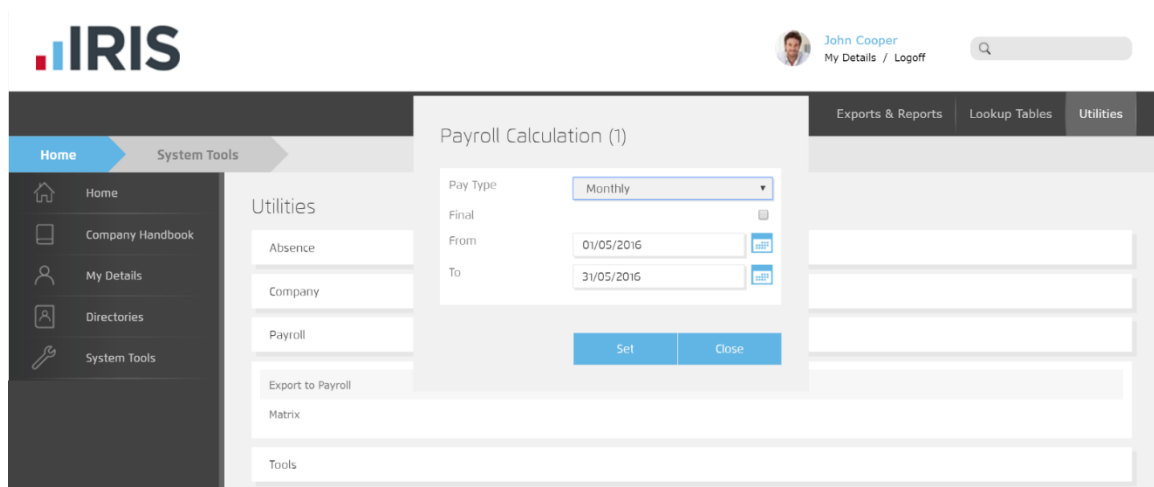 IRIS
John Cooper
My Details / Logoff
Exports & Reports
Lookup Tables
Utilities
Home
System Tools
Home
Company Handbook
My Details
Directories
System Tools
Utilities
Absence
Company
Payroll
Export to Payroll
Matrix
Tools
Payroll Calculation (1)
Pay Type
Monthly
Final
From
01/05/2016
To
31/05/2016
Set
Close